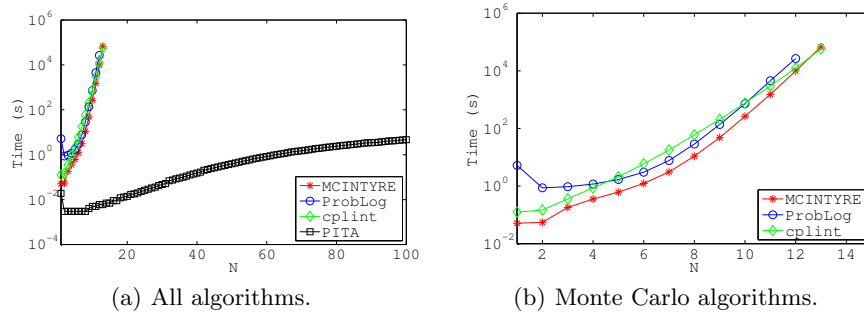 10^6
10^4
10^2
10^0
10^-2
10^-4
Time (s)
MCINTYRE
ProbLog
cplint
PITA
20 40 60 80 100
N
(a) All algorithms.
10^6
10^4
10^2
10^0
10^-2
Time (s)
MCINTYRE
ProbLog
cplint
2 4 6 8 10 12 14
N
(b) Monte Carlo algorithms.